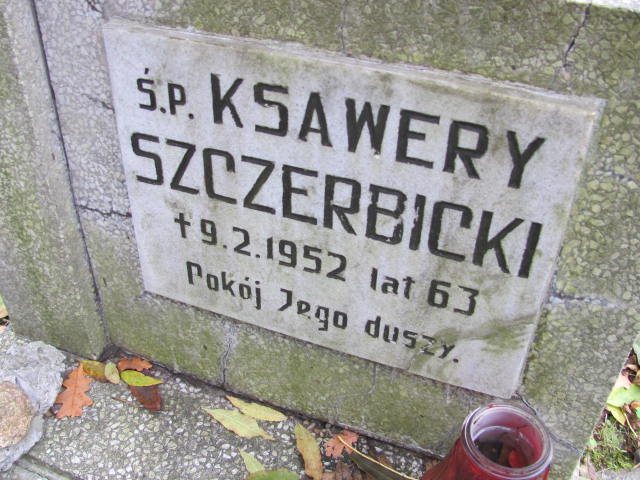 Ś.P. KSAWERY
SZCZERBICKI
✝ 9.2.1952 lat 63
Pokój Jego duszy.